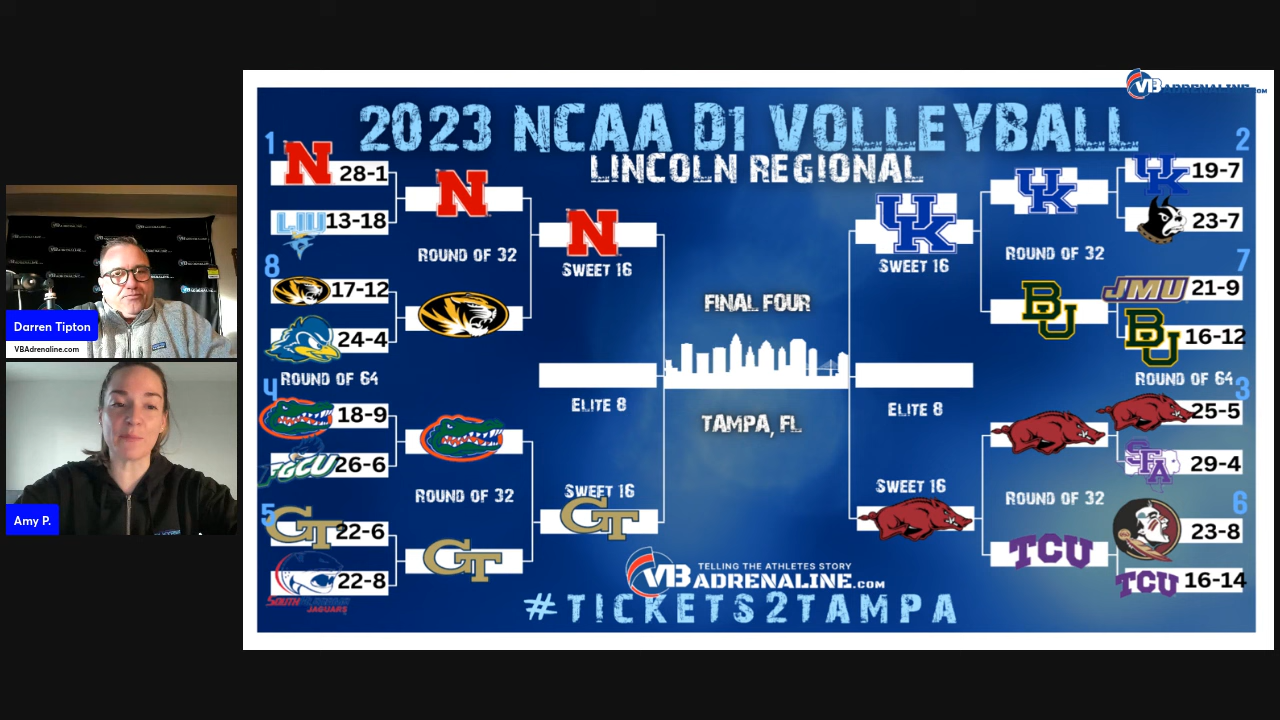 VBADRENALINE.COM
2023 NCAA D1 VOLLEYBALL
LINCOLN REGIONAL
1
N 28-1
LIU 13-18
8
17-12
24-4
ROUND OF 64
4
18-9
FGCU 26-6
5
GT 22-6
22-8
SOUTH ALABAMA
JAGUARS
N
ROUND OF 32
ROUND OF 32
GT
N
SWEET 16
ELITE 8
SWEET 16
GT
FINAL FOUR
TAMPA, FL
UK
SWEET 16
ELITE 8
SWEET 16
UK
ROUND OF 32
BU
ROUND OF 32
TCU
2
UK 19-7
23-7
7
JMU 21-9
BU 16-12
ROUND OF 64
3
25-5
SFA 29-4
6
23-8
TCU 16-14
TELLING THE ATHLETES STORY
VBADRENALINE.COM
#TICKETS2TAMPA
Darren Tipton
VBAdrenaline.com
Amy P.